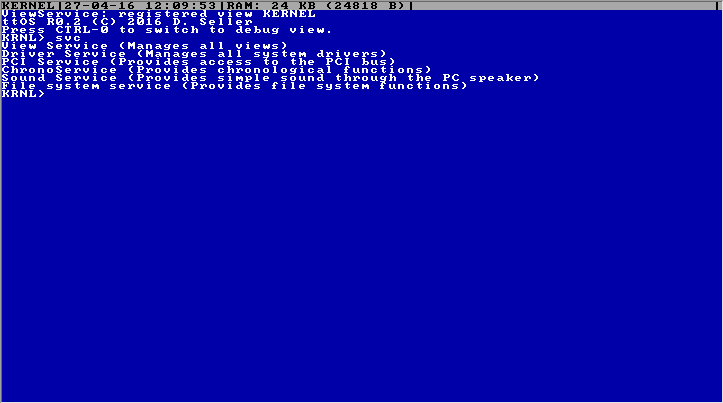 KERNEL|27-04-16 12:09:53|RAM: 24 KB (24818 B)|
ViewService: registered view KERNEL
ttOS R0.2 (C) 2016 D. Seller
Press CTRL-0 to switch to debug view.
KRNL> svc
View Service (Manages all views)
Driver Service (Manages all system drivers)
PCI Service (Provides access to the PCI bus)
ChronoService (Provides chronological functions)
Sound Service (Provides simple sound through the PC speaker)
File system service (Provides file system functions)
KRNL>